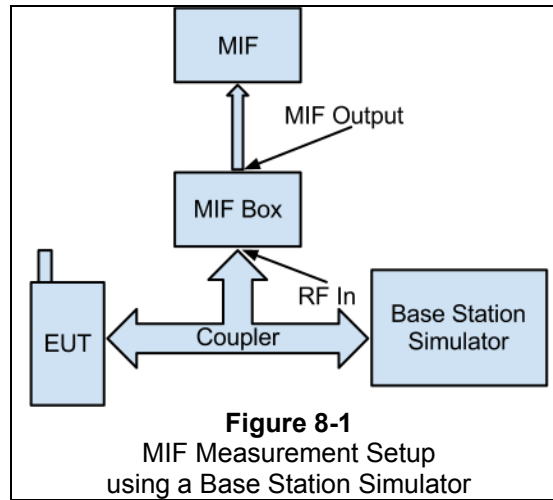 MIF
MIF Output
MIF Box
RF In
EUT
Coupler
Base Station
Simulator
Figure 8-1
MIF Measurement Setup
using a Base Station Simulator